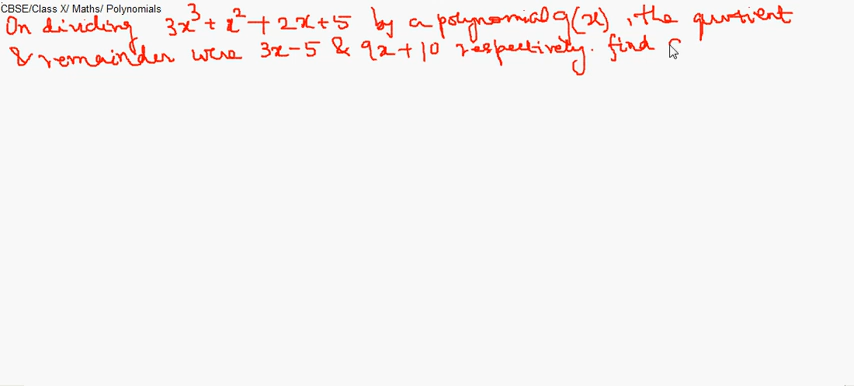 CBSE/Class X/ Maths/ Polynomials
On dividing 3x³ + x² + 2x + 5 by a polynomial g(x), the quotient
& remainder were 3x - 5 & 9x + 10 respectively. find